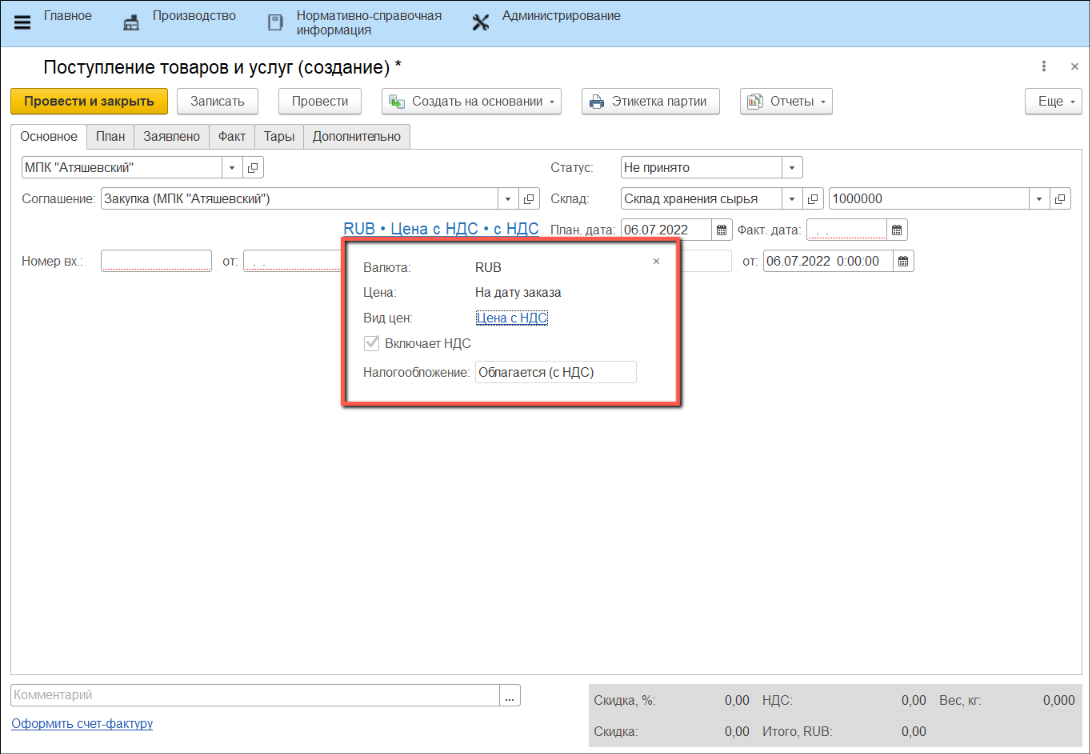 Главное
Производство
Нормативно-справочная
информация
Администрирование
Поступление товаров и услуг (создание) *
Провести и закрыть
Записать
Провести
Создать на основании
Этикетка партии
Отчеты
Еще
Основное
План
Заявлено
Факт
Тары
Дополнительно
МПК "Атяшевский"
Статус: Не принято
Соглашение: Закупка (МПК "Атяшевский")
Склад: Склад хранения сырья
1000000
RUB • Цена с НДС • с НДС
План. дата: 06.07.2022
Факт. дата: . .
Номер вх.:
от: . .
от: 06.07.2022 0:00:00
Валюта: RUB
Цена: На дату заказа
Вид цен: Цена с НДС
Включает НДС
Налогообложение: Облагается (с НДС)
Комментарий
...
Оформить счет-фактуру
Скидка, %: 0,00 НДС: 0,00 Вес, кг: 0,000
Скидка: 0,00 Итого, RUB: 0,00